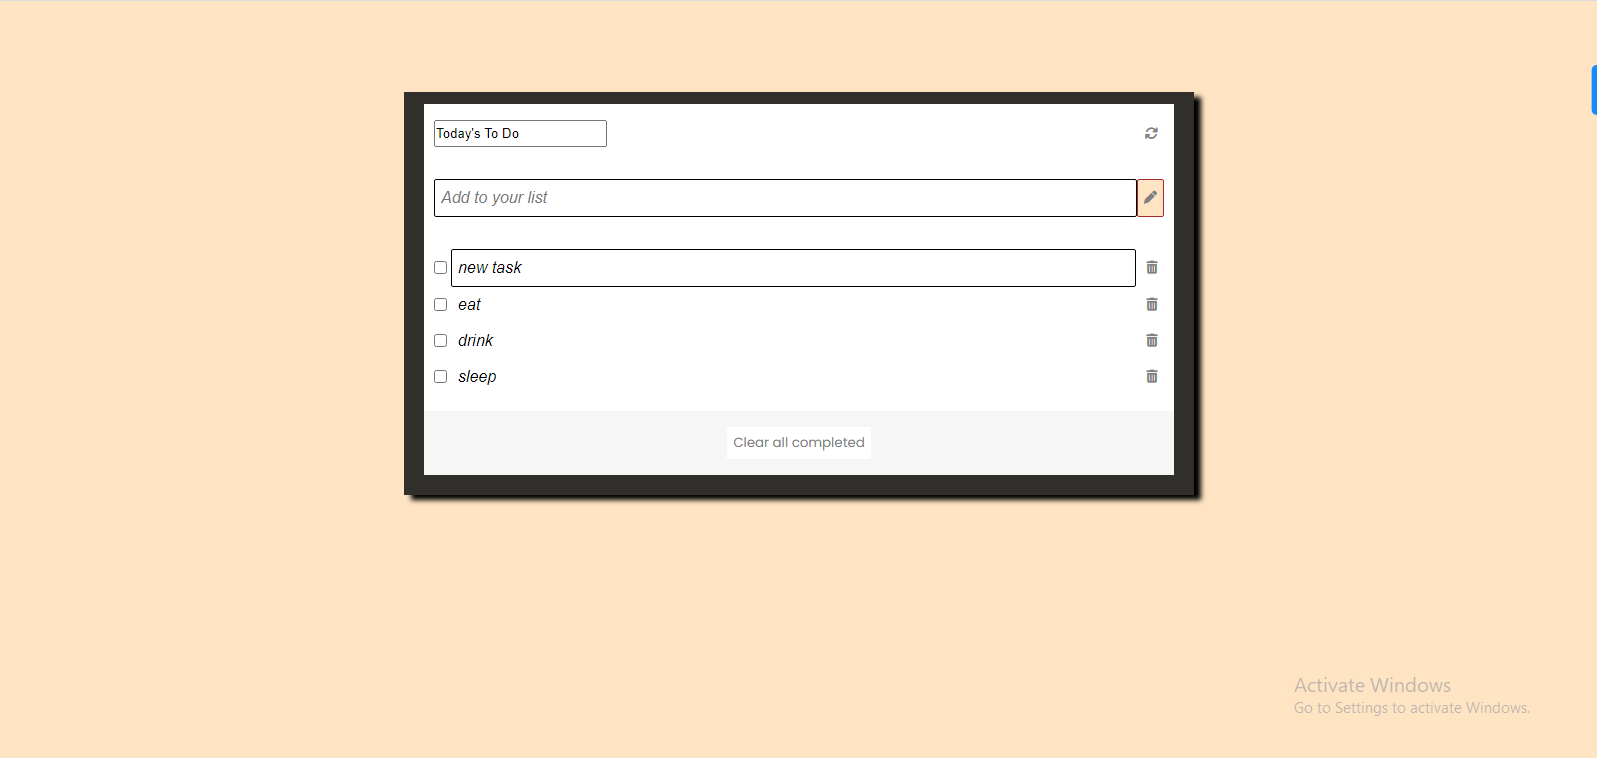 Today's To Do
Add to your list
new task
eat
drink
sleep
Clear all completed
Activate Windows
Go to Settings to activate Windows.